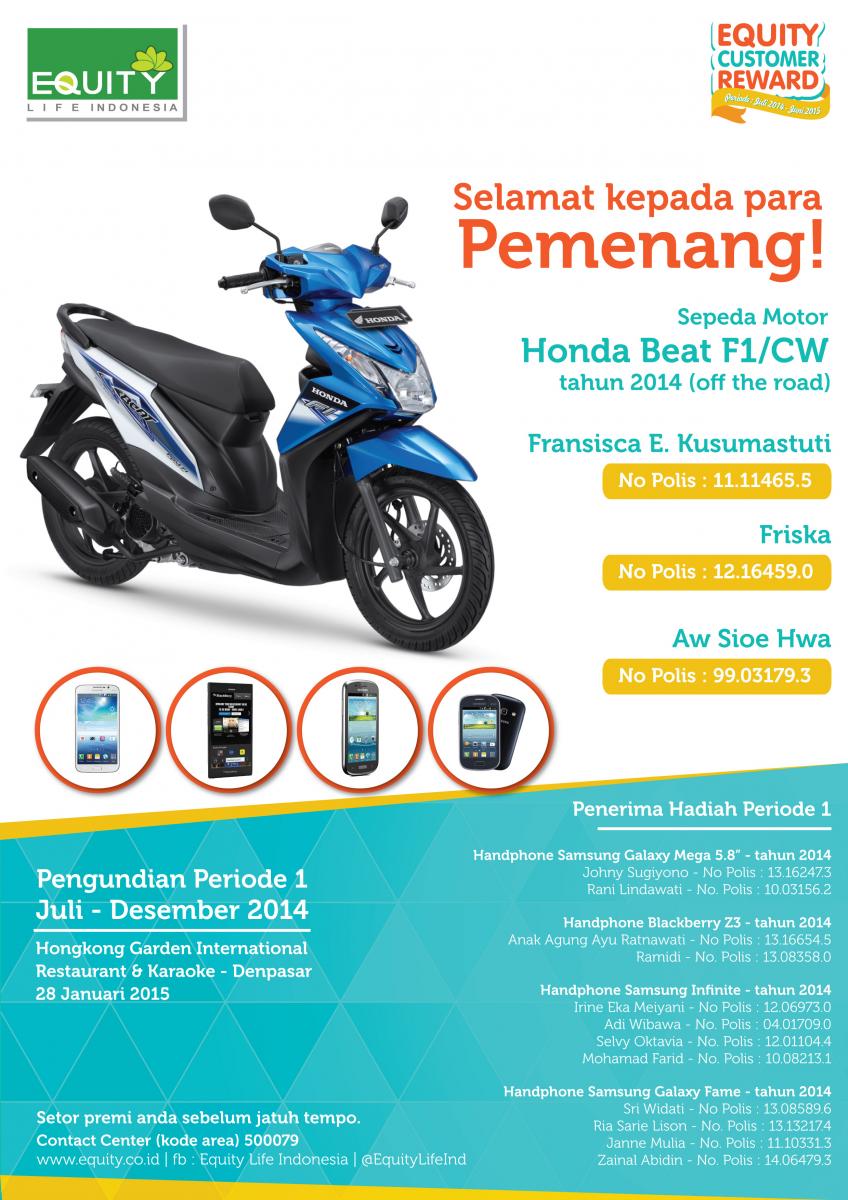 EQUITY
LIFE INDONESIA
EQUITY
CUSTOMER
REWARD
Periode : Juli 2014 - Juni 2015
Selamat kepada para
Pemenang!
Sepeda Motor
Honda Beat F1/CW
tahun 2014 (off the road)
HONDA
HONDA
BeAT
Fransisca E. Kusumastuti
No Polis : 11.11465.5
Friska
No Polis : 12.16459.0
Aw Sioe Hwa
No Polis : 99.03179.3
Penerima Hadiah Periode 1
Handphone Samsung Galaxy Mega 5.8” - tahun 2014
Johny Sugiyono - No Polis : 13.16247.3
Rani Lindawati - No. Polis : 10.03156.2
Handphone Blackberry Z3 - tahun 2014
Anak Agung Ayu Ratnawati - No Polis : 13.16654.5
Ramidi - No. Polis : 13.08358.0
Handphone Samsung Infinite - tahun 2014
Irine Eka Meiyani - No Polis : 12.06973.0
Adi Wibawa - No. Polis : 04.01709.0
Selvy Oktavia - No. Polis : 12.01104.4
Mohamad Farid - No. Polis : 10.08213.1
Handphone Samsung Galaxy Fame - tahun 2014
Sri Widati - No Polis : 13.08589.6
Ria Sarie Lison - No. Polis : 13.13217.4
Janne Mulia - No. Polis : 11.10331.3
Zainal Abidin - No. Polis : 14.06479.3
Pengundian Periode 1
Juli - Desember 2014
Hongkong Garden International
Restaurant & Karaoke - Denpasar
28 Januari 2015
Setor premi anda sebelum jatuh tempo.
Contact Center (kode area) 500079
www.equity.co.id | fb : Equity Life Indonesia | @EquityLifeInd